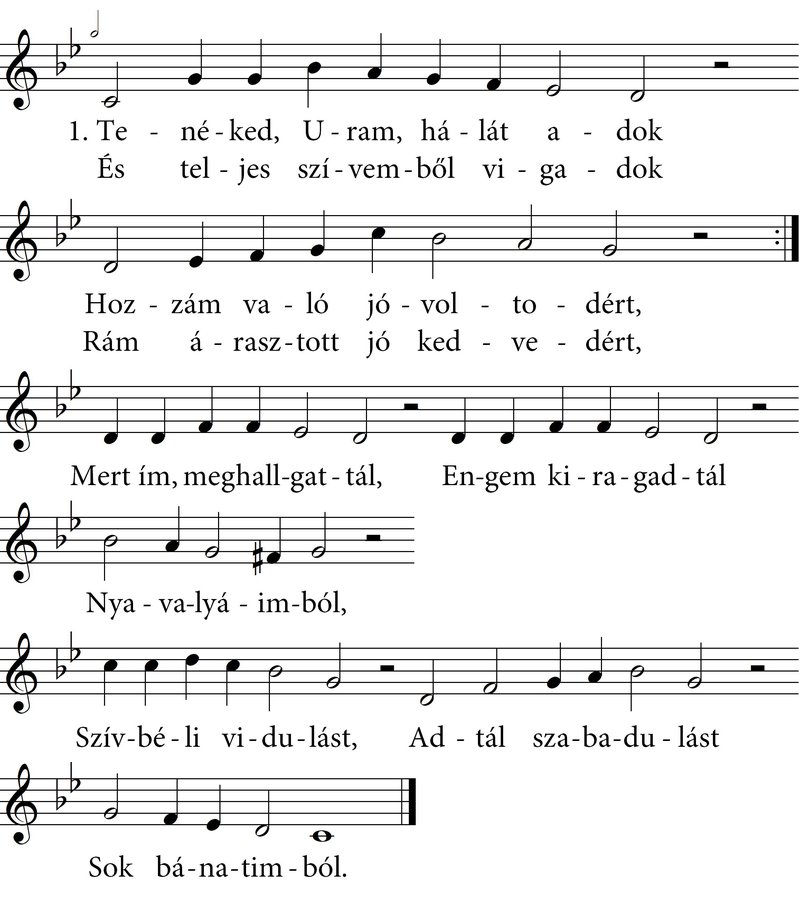 1. Te - né - ked, U - ram, há - lát a - dok
És tel - jes szí - vem - ből vi - ga - dok
Hoz - zám va - ló jó - vol - to - dért,
Rám á - rasz - tott jó ked - ve - dért,
Mert ím, meghall - gat - tál, En - gem ki - ra - gad - tál
Nya - va - lyá - im - ból,
Szív - bé - li vi - du - lást, Ad - tál sza - ba - du - lást
Sok bá - na - tim - ból.